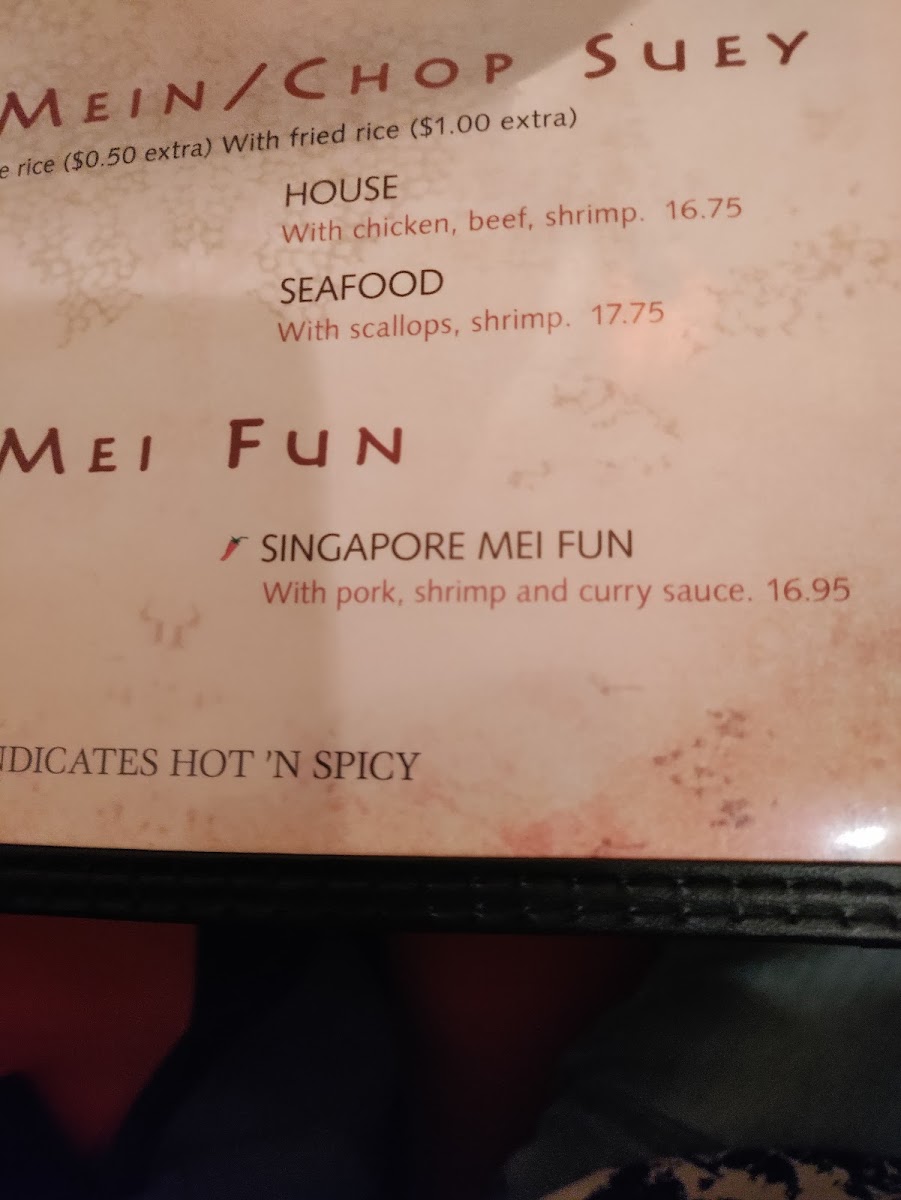 MEIN/CHOP SUEY
e rice ($0.50 extra) With fried rice ($1.00 extra)
HOUSE
With chicken, beef, shrimp. 16.75
SEAFOOD
With scallops, shrimp. 17.75
MEI FUN
SINGAPORE MEI FUN
With pork, shrimp and curry sauce. 16.95
NDICATES HOT 'N SPICY